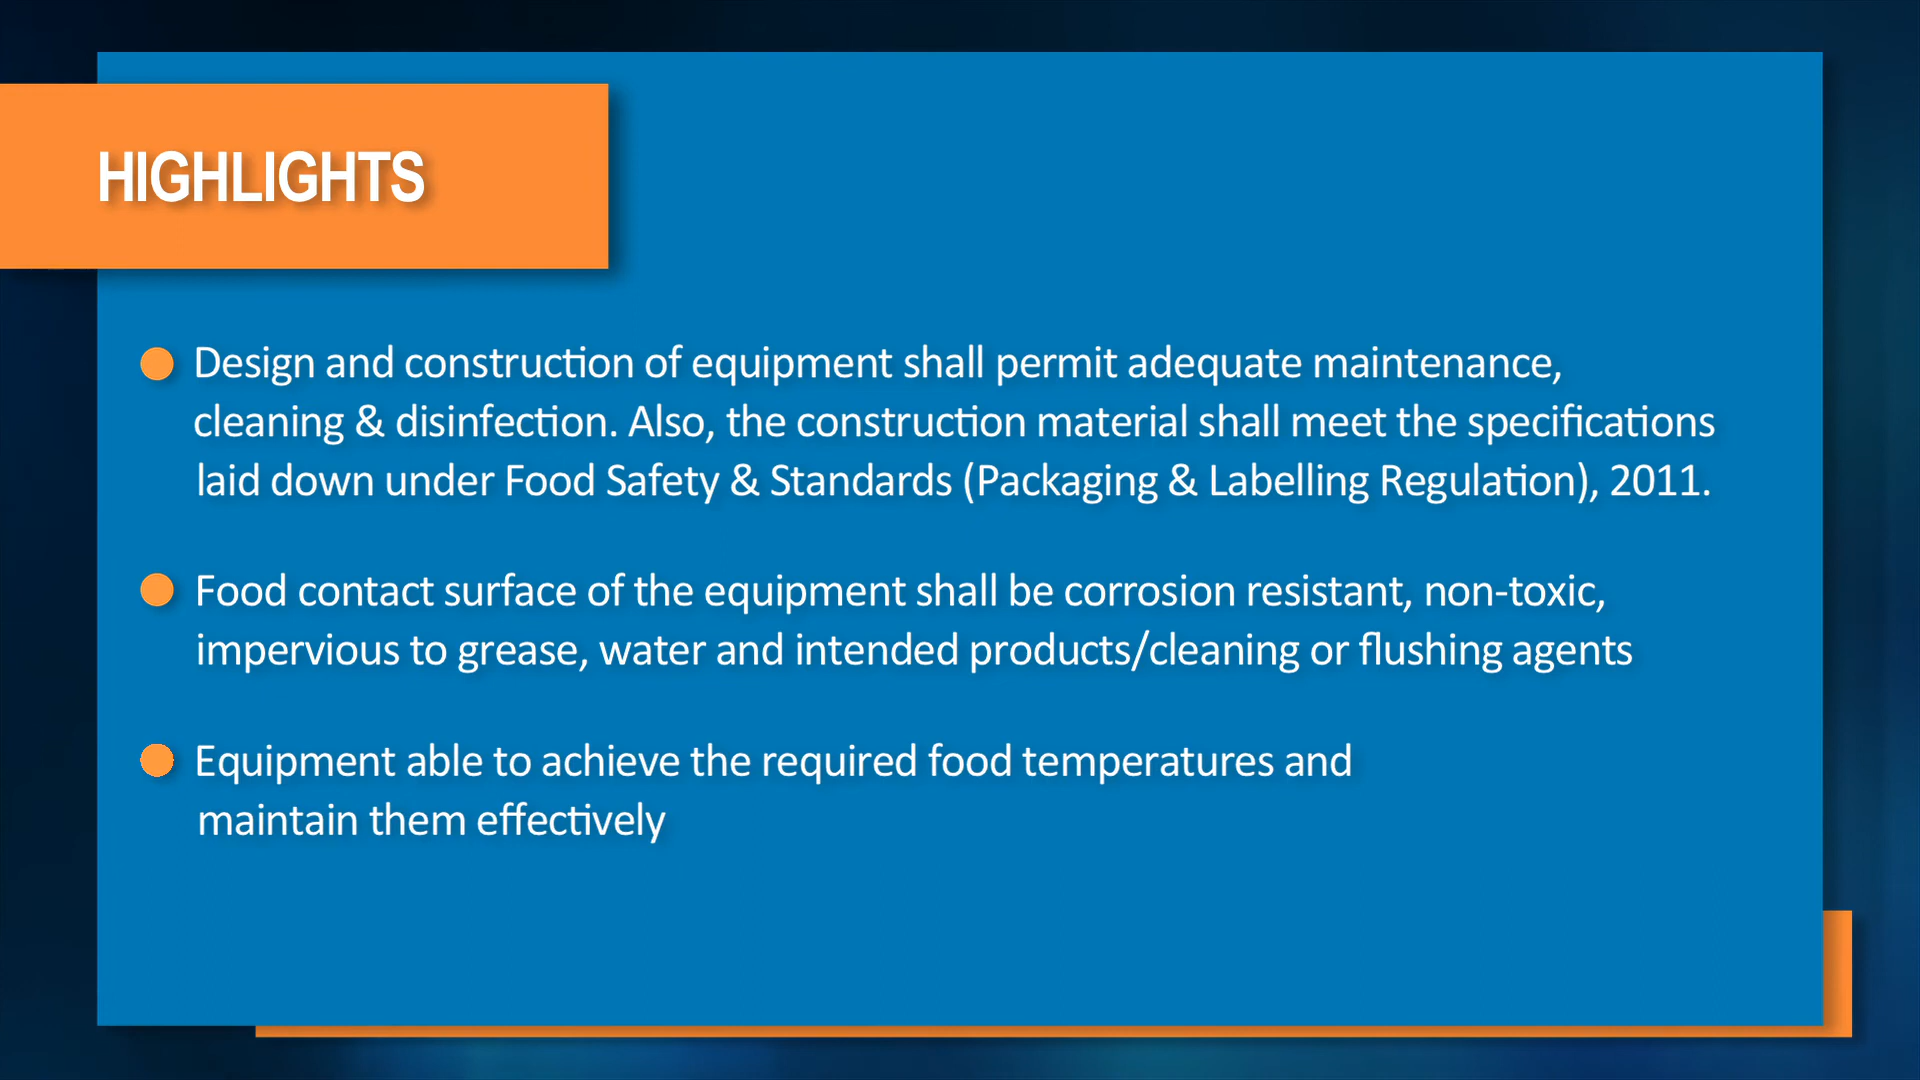 HIGHLIGHTS
Design and construction of equipment shall permit adequate maintenance,
cleaning & disinfection. Also, the construction material shall meet the specifications
laid down under Food Safety & Standards (Packaging & Labelling Regulation), 2011.
Food contact surface of the equipment shall be corrosion resistant, non-toxic,
impervious to grease, water and intended products/cleaning or flushing agents
Equipment able to achieve the required food temperatures and
maintain them effectively